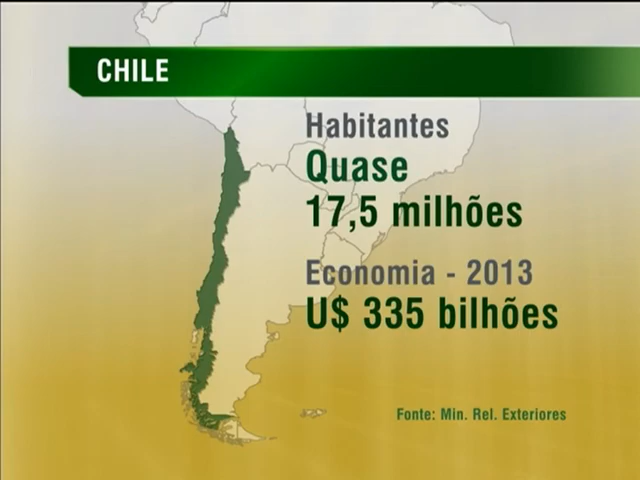 CHILE
Habitantes
Quase
17,5 milhões
Economia - 2013
U$ 335 bilhões
Fonte: Min. Rel. Exteriores